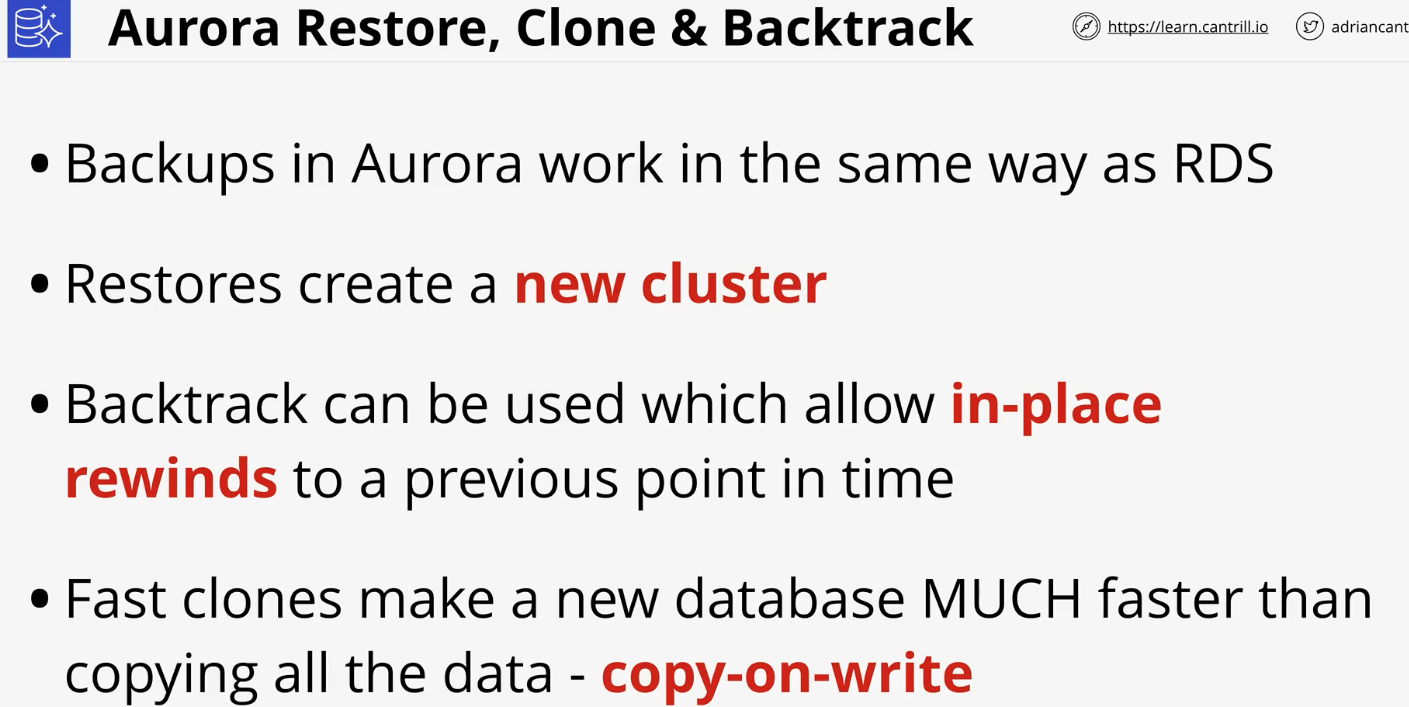 Aurora Restore, Clone & Backtrack
https://learn.cantrill.io
adriancant
• Backups in Aurora work in the same way as RDS
• Restores create a new cluster
• Backtrack can be used which allow in-place
rewinds to a previous point in time
• Fast clones make a new database MUCH faster than
copying all the data - copy-on-write